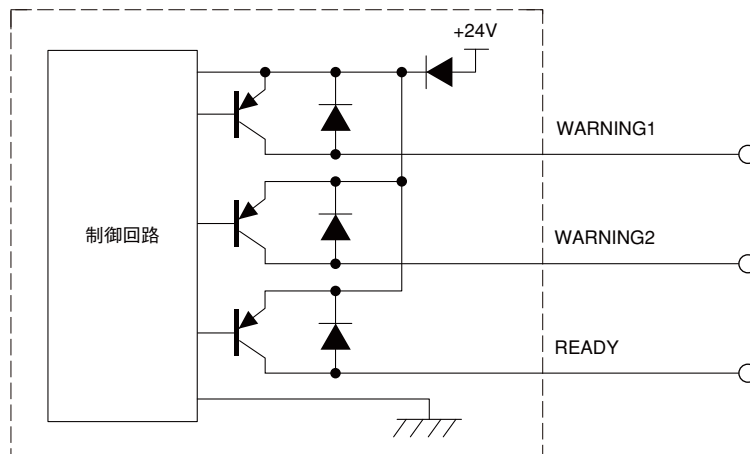 +24V
WARNING1
制御回路
WARNING2
READY